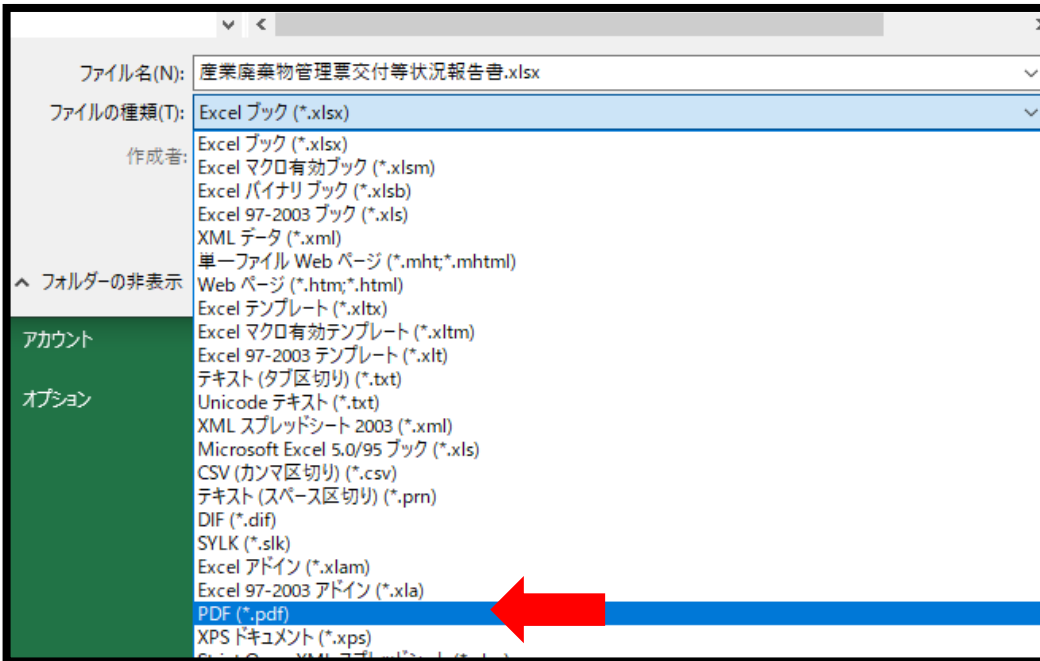 ファイル名(N): 産業廃棄物管理票交付等状況報告書.xlsx
ファイルの種類(T): Excel ブック (*.xlsx)
作成者:
Excel ブック (*.xlsx)
Excel マクロ有効ブック (*.xlsm)
Excel バイナリ ブック (*.xlsb)
Excel 97-2003 ブック (*.xls)
XML データ (*.xml)
単一ファイル Web ページ (*.mht;*.mhtml)
Web ページ (*.htm;*.html)
Excel テンプレート (*.xltx)
Excel マクロ有効テンプレート (*.xltm)
Excel 97-2003 テンプレート (*.xlt)
テキスト (タブ区切り) (*.txt)
Unicode テキスト (*.txt)
XML スプレッドシート 2003 (*.xml)
Microsoft Excel 5.0/95 ブック (*.xls)
CSV (カンマ区切り) (*.csv)
テキスト (スペース区切り) (*.prn)
DIF (*.dif)
SYLK (*.slk)
Excel アドイン (*.xlam)
Excel 97-2003 アドイン (*.xla)
PDF (*.pdf)
XPS ドキュメント (*.xps)
フォルダーの非表示
アカウント
オプション